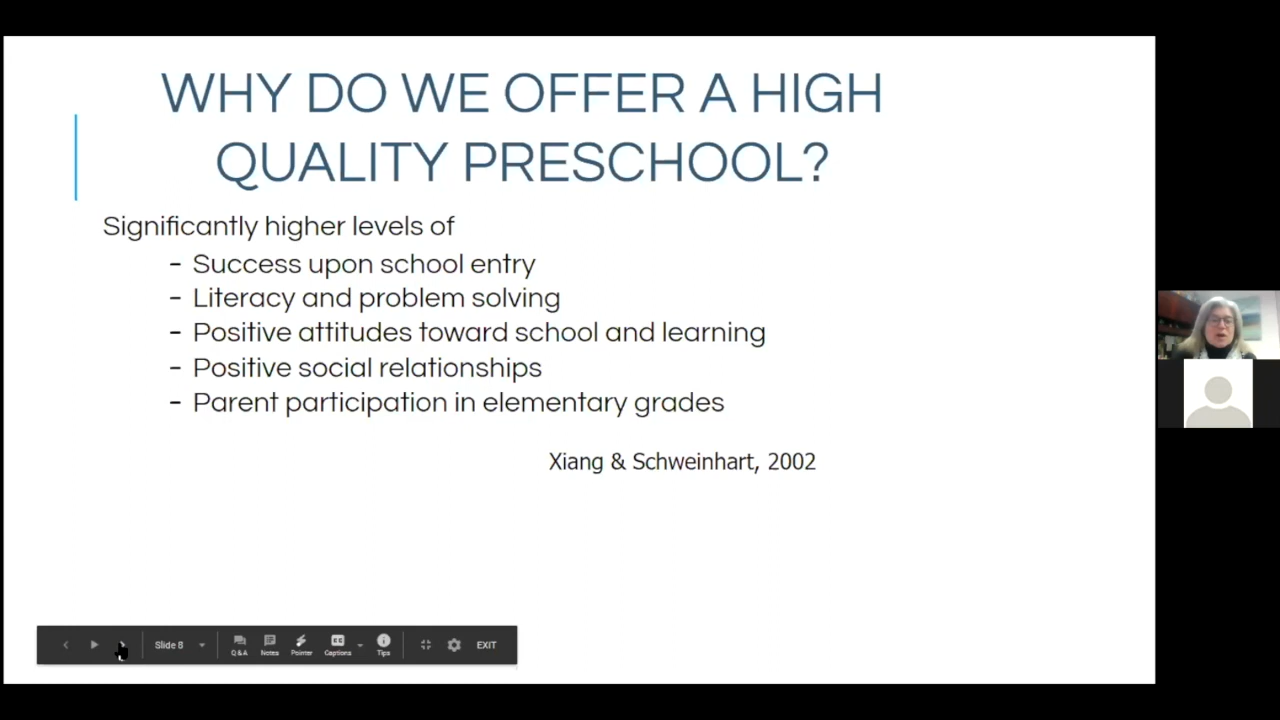 WHY DO WE OFFER A HIGH
QUALITY PRESCHOOL?
Significantly higher levels of
- Success upon school entry
- Literacy and problem solving
- Positive attitudes toward school and learning
- Positive social relationships
- Parent participation in elementary grades
Xiang & Schweinhart, 2002
Slide 8
Q & A
Notes
Pointer
CC
Captions
Tips
EXIT